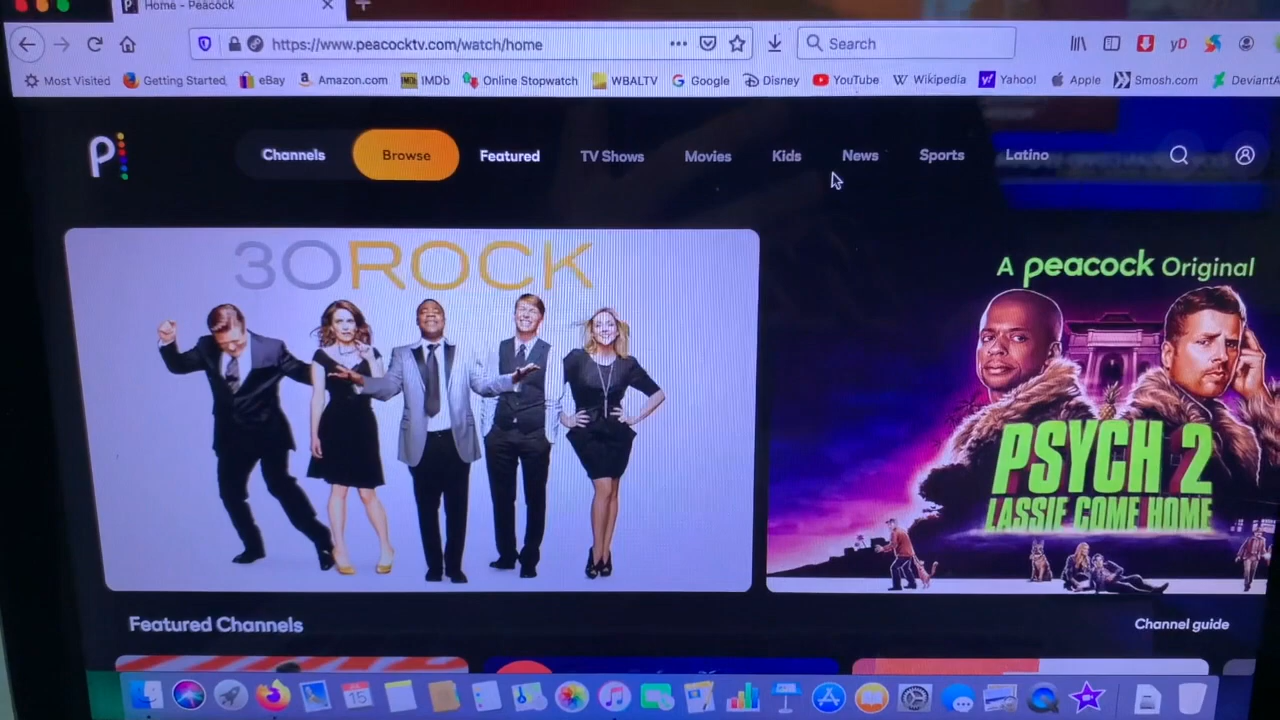 Home - Peacock
https://www.peacocktv.com/watch/home
Search
yD
Most Visited Getting Started eBay Amazon.com IMDb Online Stopwatch WBALTV Google Disney YouTube Wikipedia Yahoo! Apple Smosh.com DeviantA
P
Channels Browse Featured TV Shows Movies Kids News Sports Latino
30ROCK
A peacock Original
PSYCH 2
LASSIE COME HOME
Featured Channels
Channel guide
15